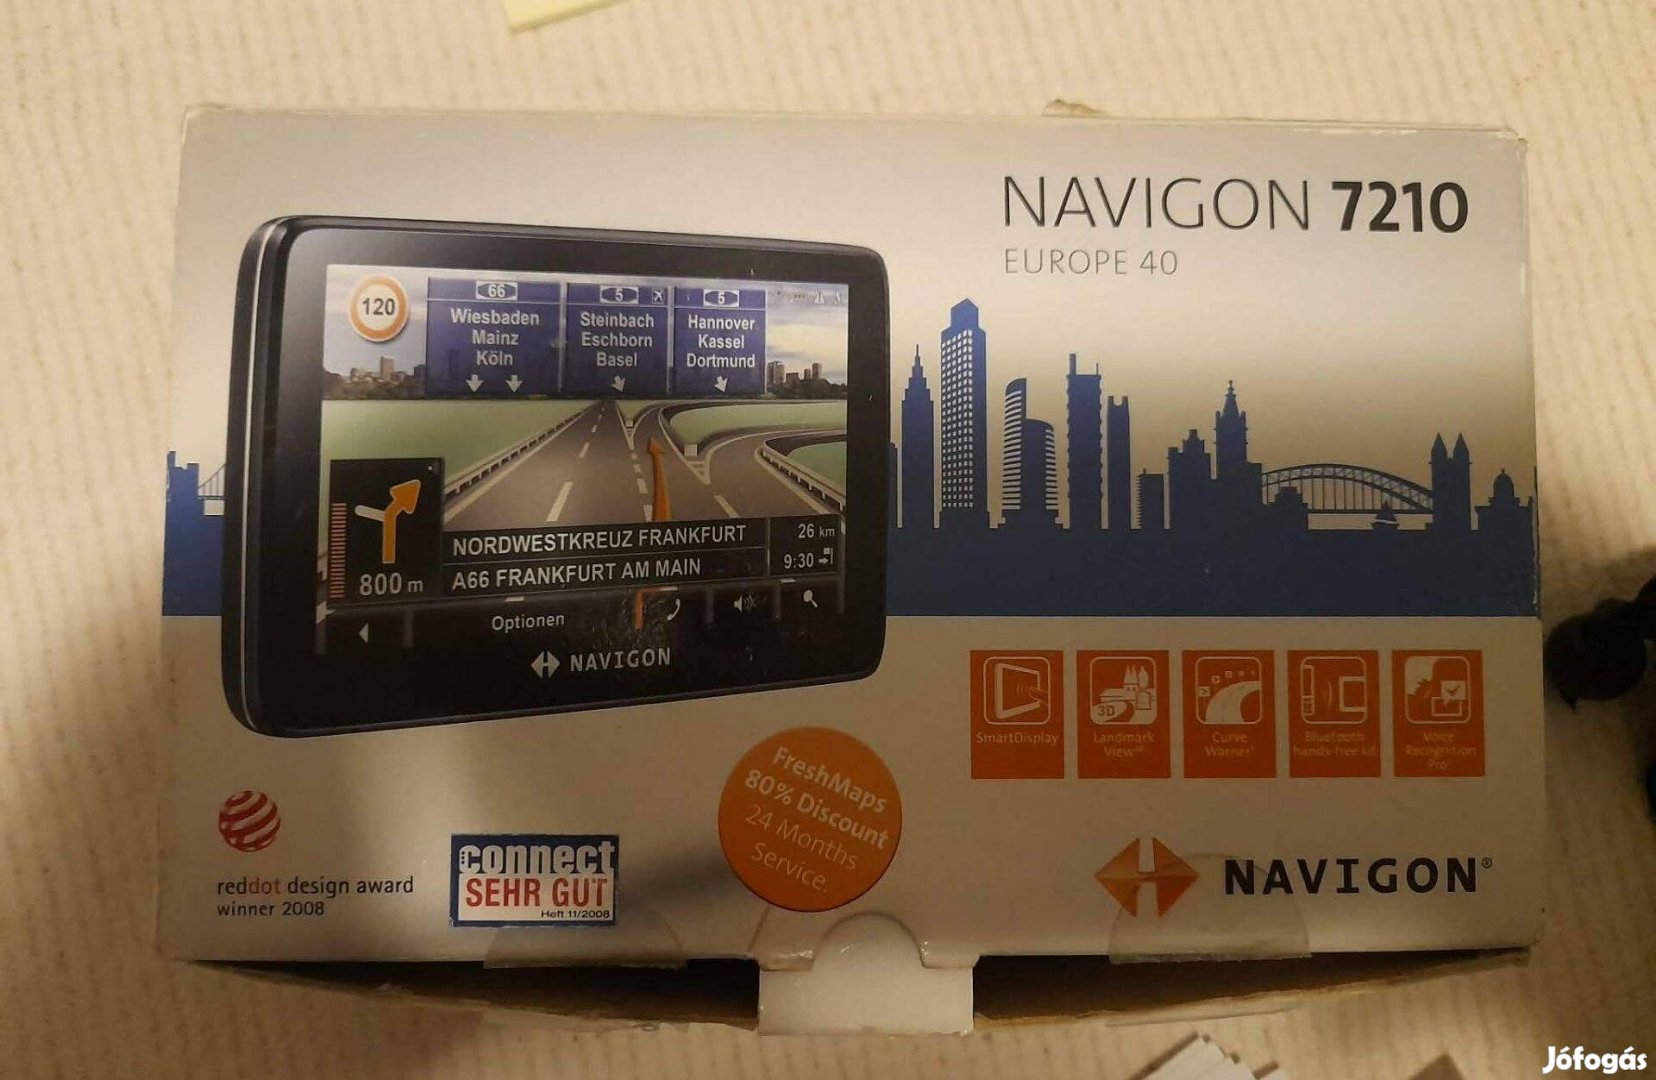 NAVIGON 7210
EUROPE 40
120
66
Wiesbaden
Mainz
Köln
5
Steinbach
Eschborn
Basel
5
Hannover
Kassel
Dortmund
800 m
NORDWESTKREUZ FRANKFURT
A66 FRANKFURT AM MAIN
26 km
9:30
Optionen
NAVIGON
SmartDisplay
3D
Landmark
View
Curve
Warner
Bluetooth
hands-free kit
Voice
Recognition
Pro
FreshMaps
80% Discount
24 Months
Service.
reddot design award
winner 2008
connect
SEHR GUT
Heft 11/2008
NAVIGON®
Jófogás